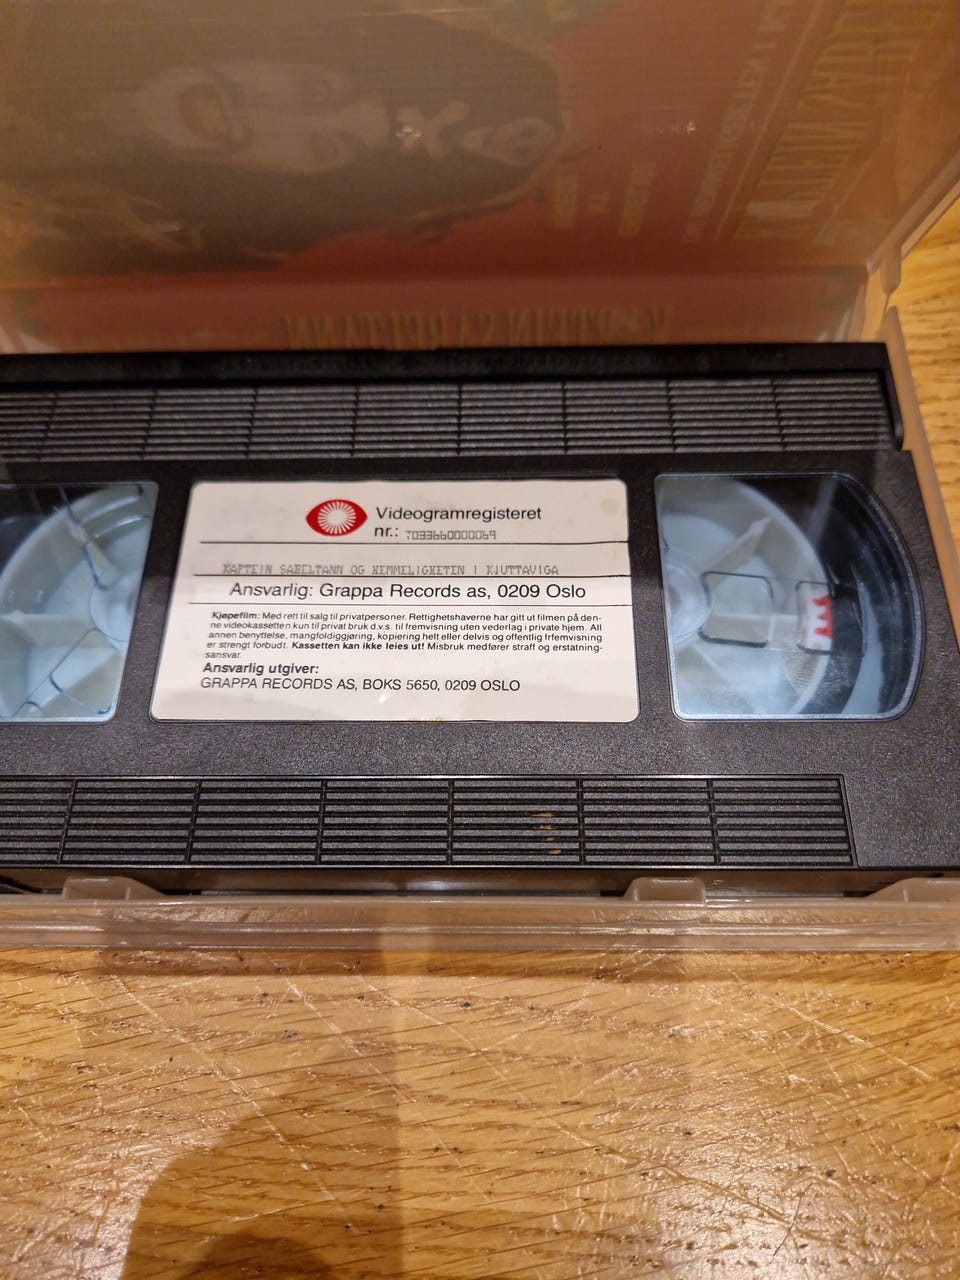 Videogramregisteret
nr.: 7033660000069
KAPTEIN SABELTANN OG HEMMELIGHETEN I KJUTTAVIGA
Ansvarlig: Grappa Records as, 0209 Oslo
Kjøpefilm: Med rett til salg til privatpersoner. Rettighetshaverne har gitt ut filmen på den-
ne videokassetten kun til privat bruk d.v.s. til fremvisning uten vederlag i private hjem. All
annen benyttelse, mangfoldiggjøring, kopiering helt eller delvis og offentlig frfemvisning
er strengt forbudt. Kassetten kan ikke leies ut! Misbruk medfører straff og erstatning-
sansvar.
Ansvarlig utgiver:
GRAPPA RECORDS AS, BOKS 5650, 0209 OSLO